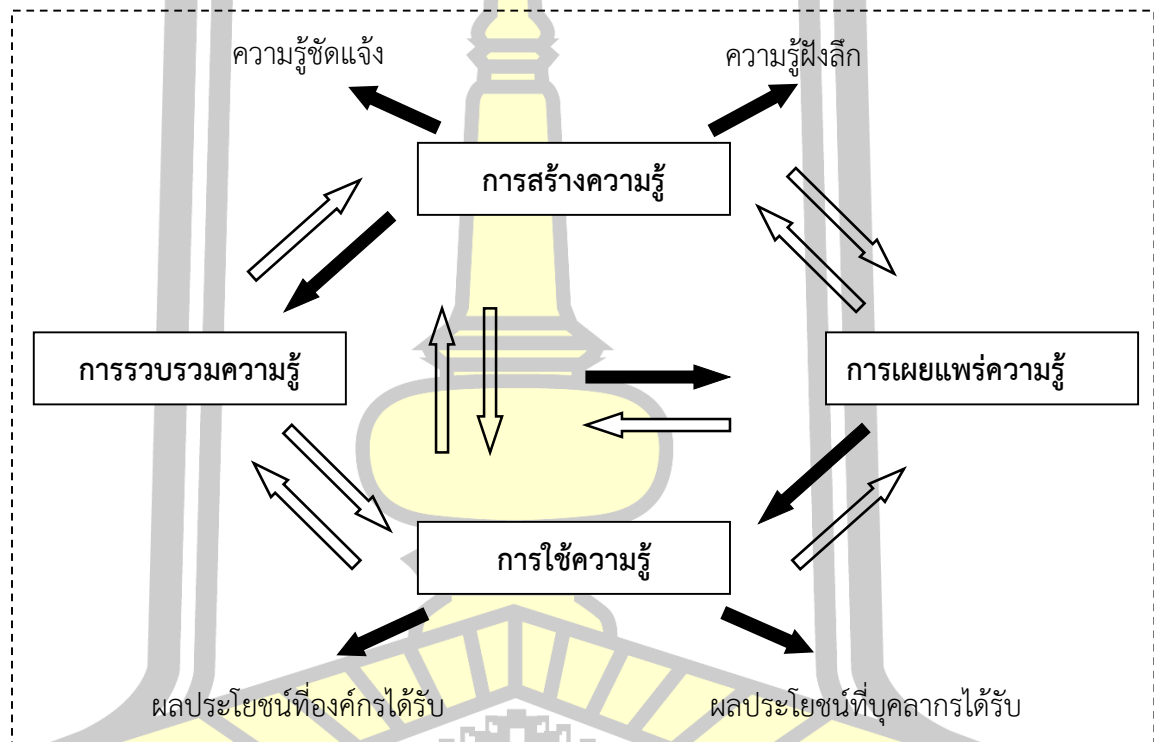 ความรู้ชัดแจ้ง
ความรู้ฝังลึก
การสร้างความรู้
การรวบรวมความรู้
การเผยแพร่ความรู้
การใช้ความรู้
ผลประโยชน์ที่องค์กรได้รับ
ผลประโยชน์ที่บุคลากรได้รับ